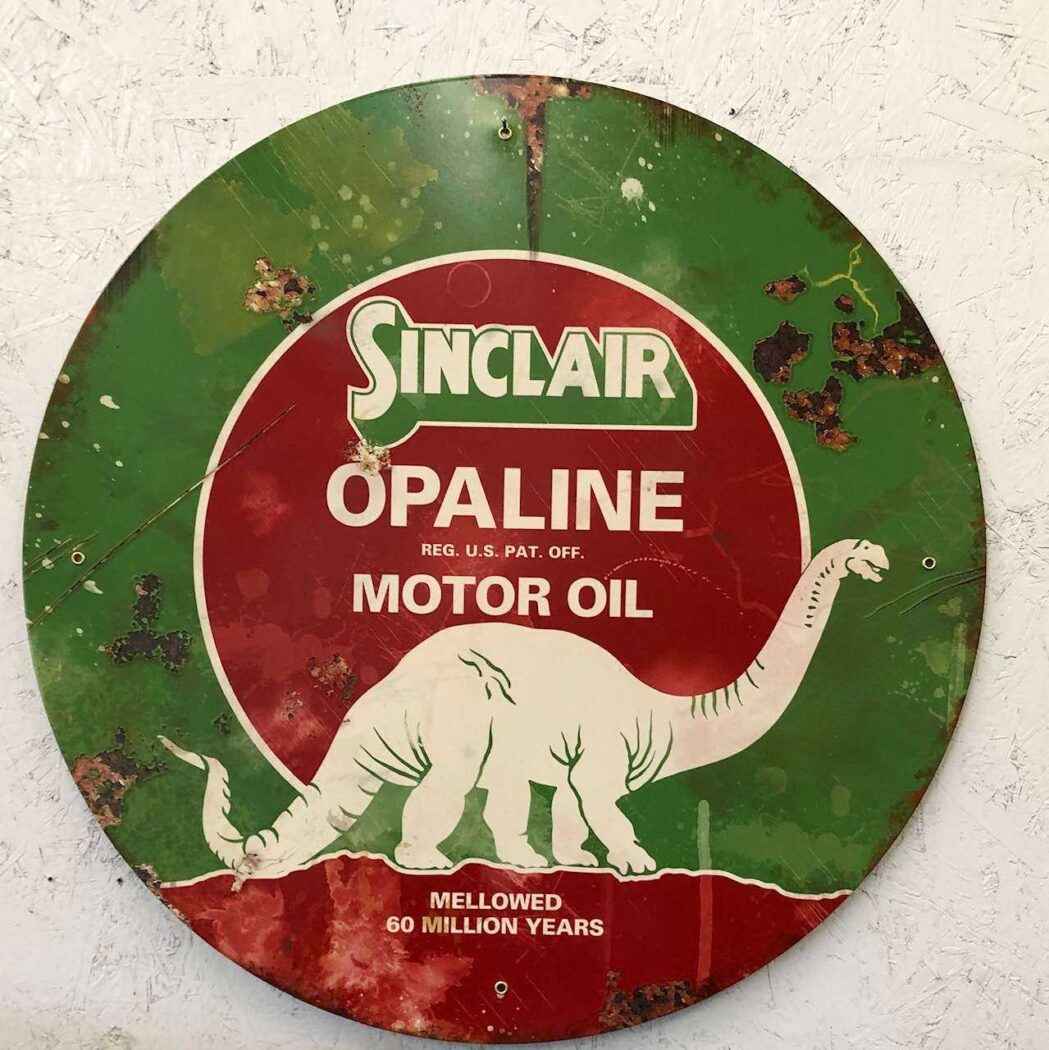 SINCLAIR
OPALINE
REG. U.S. PAT. OFF.
MOTOR OIL
MELLOWED
60 MILLION YEARS